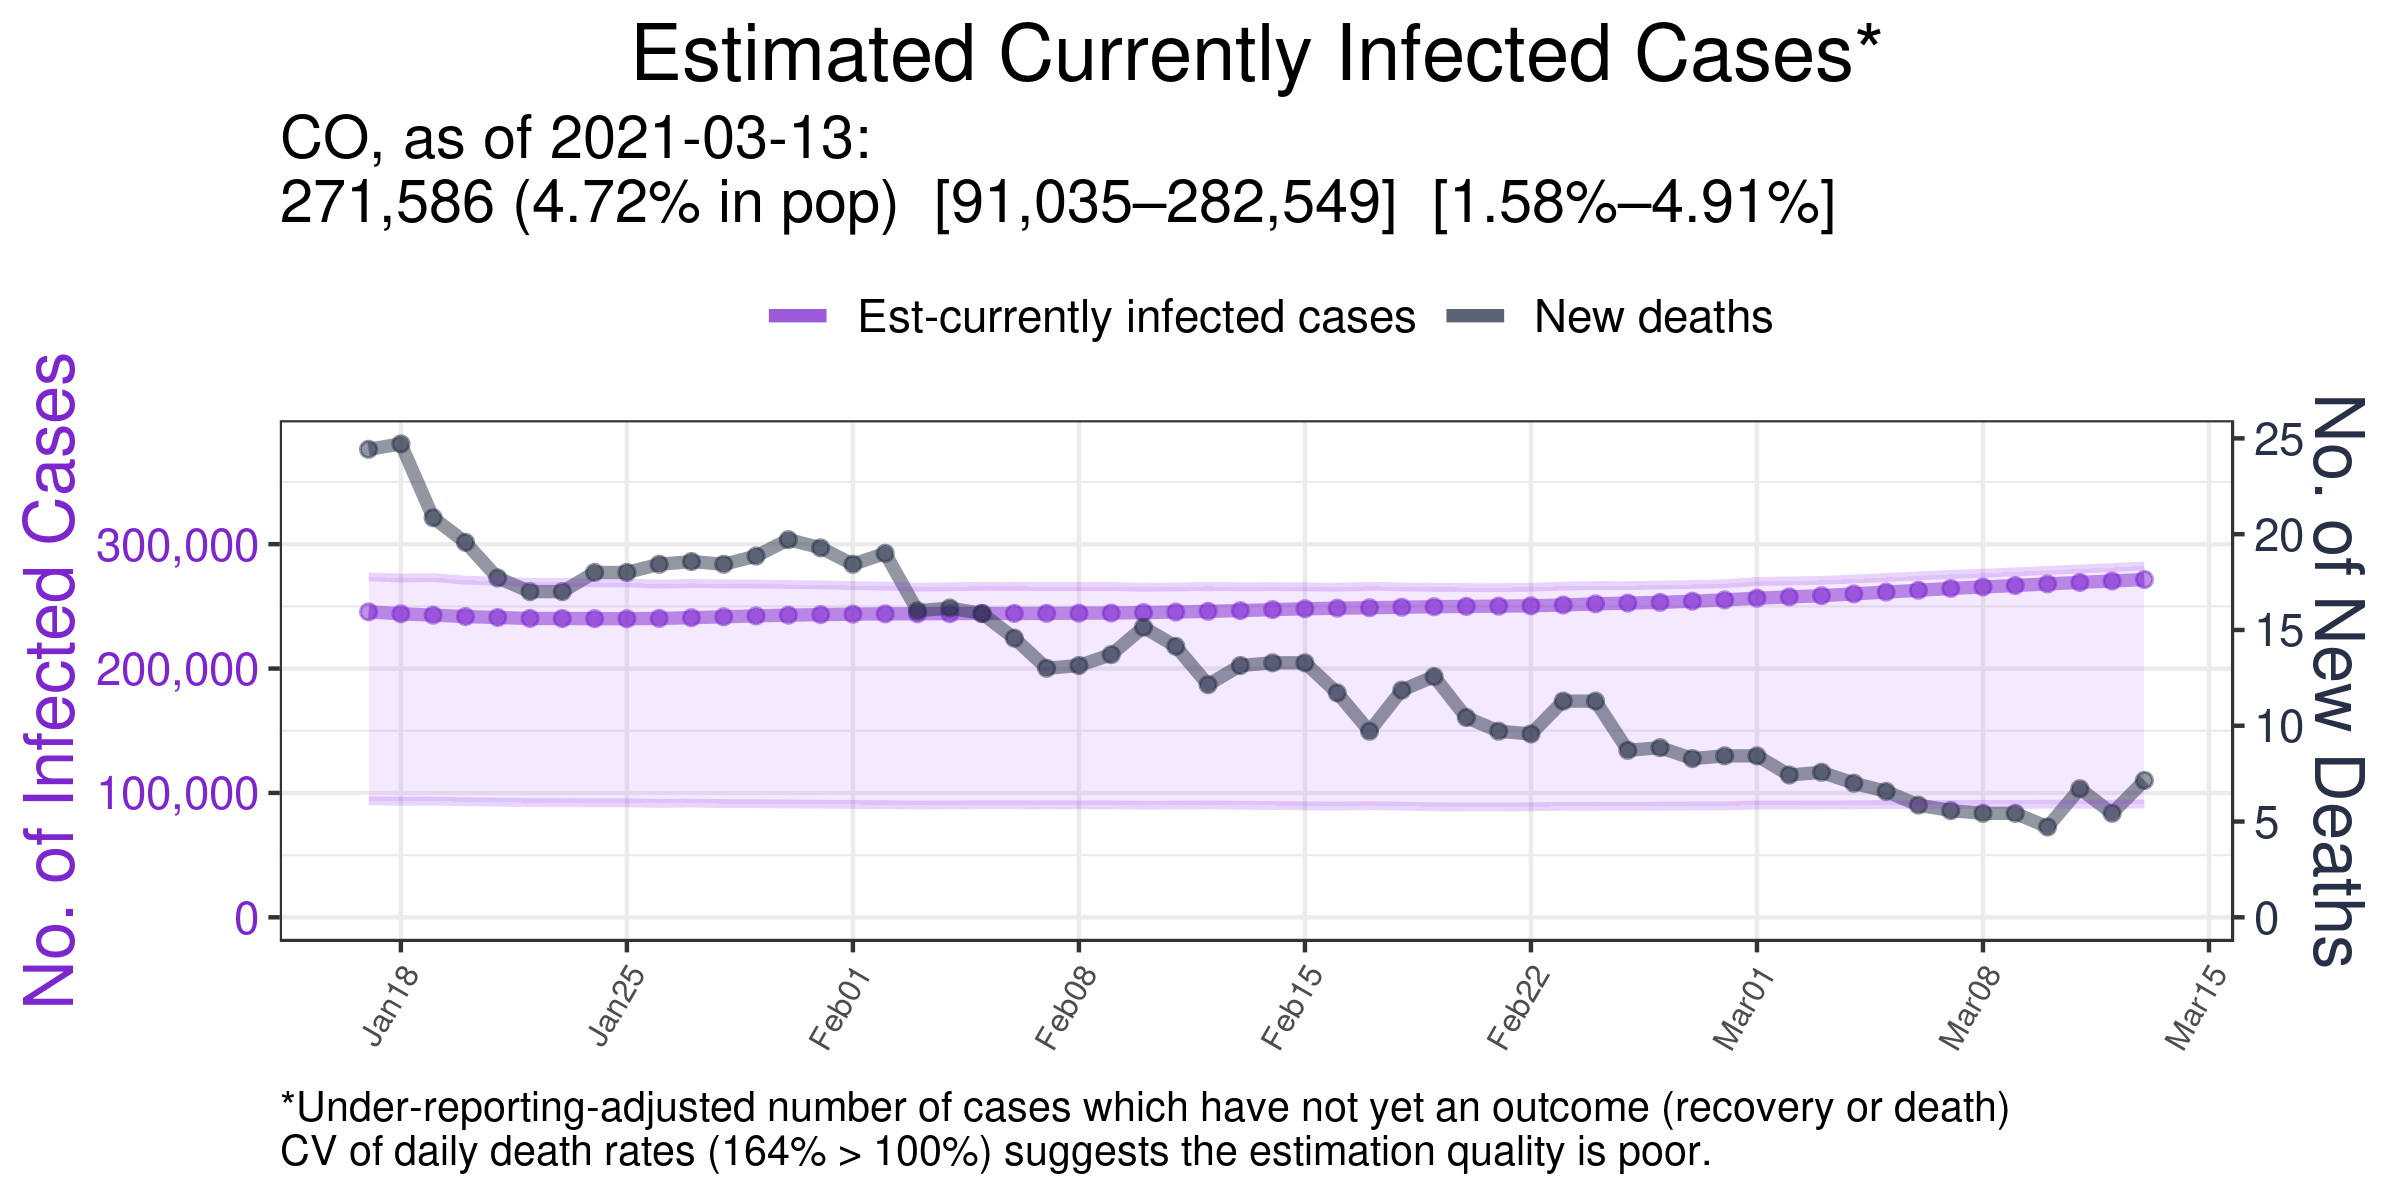 Estimated Currently Infected Cases*
CO, as of 2021-03-13:
271,586 (4.72% in pop)  [91,035–282,549]  [1.58%–4.91%]
Est-currently infected cases
New deaths
No. of Infected Cases
300,000
200,000
100,000
0
25
20
15
10
5
0
No. of New Deaths
Jan18
Jan25
Feb01
Feb08
Feb15
Feb22
Mar01
Mar08
Mar15
*Under-reporting-adjusted number of cases which have not yet an outcome (recovery or death)
CV of daily death rates (164% > 100%) suggests the estimation quality is poor.